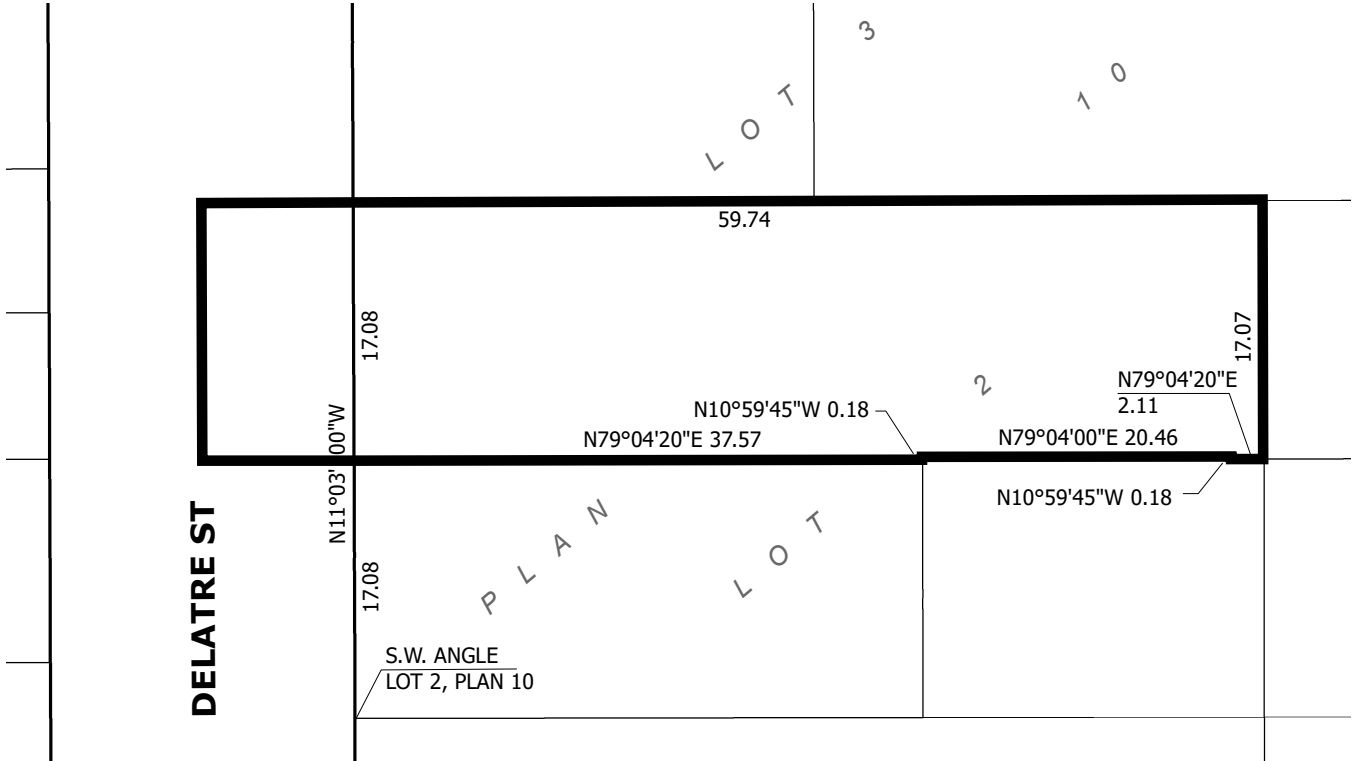 LOT 3
10
59.74
17.08
17.07
2
N79°04'20"E
2.11
N10°59'45"W 0.18
N79°04'20"E 37.57
N79°04'00"E 20.46
N10°59'45"W 0.18
N11°03'00"W
PLAN
LOT
DELATRE ST
17.08
S.W. ANGLE
LOT 2, PLAN 10